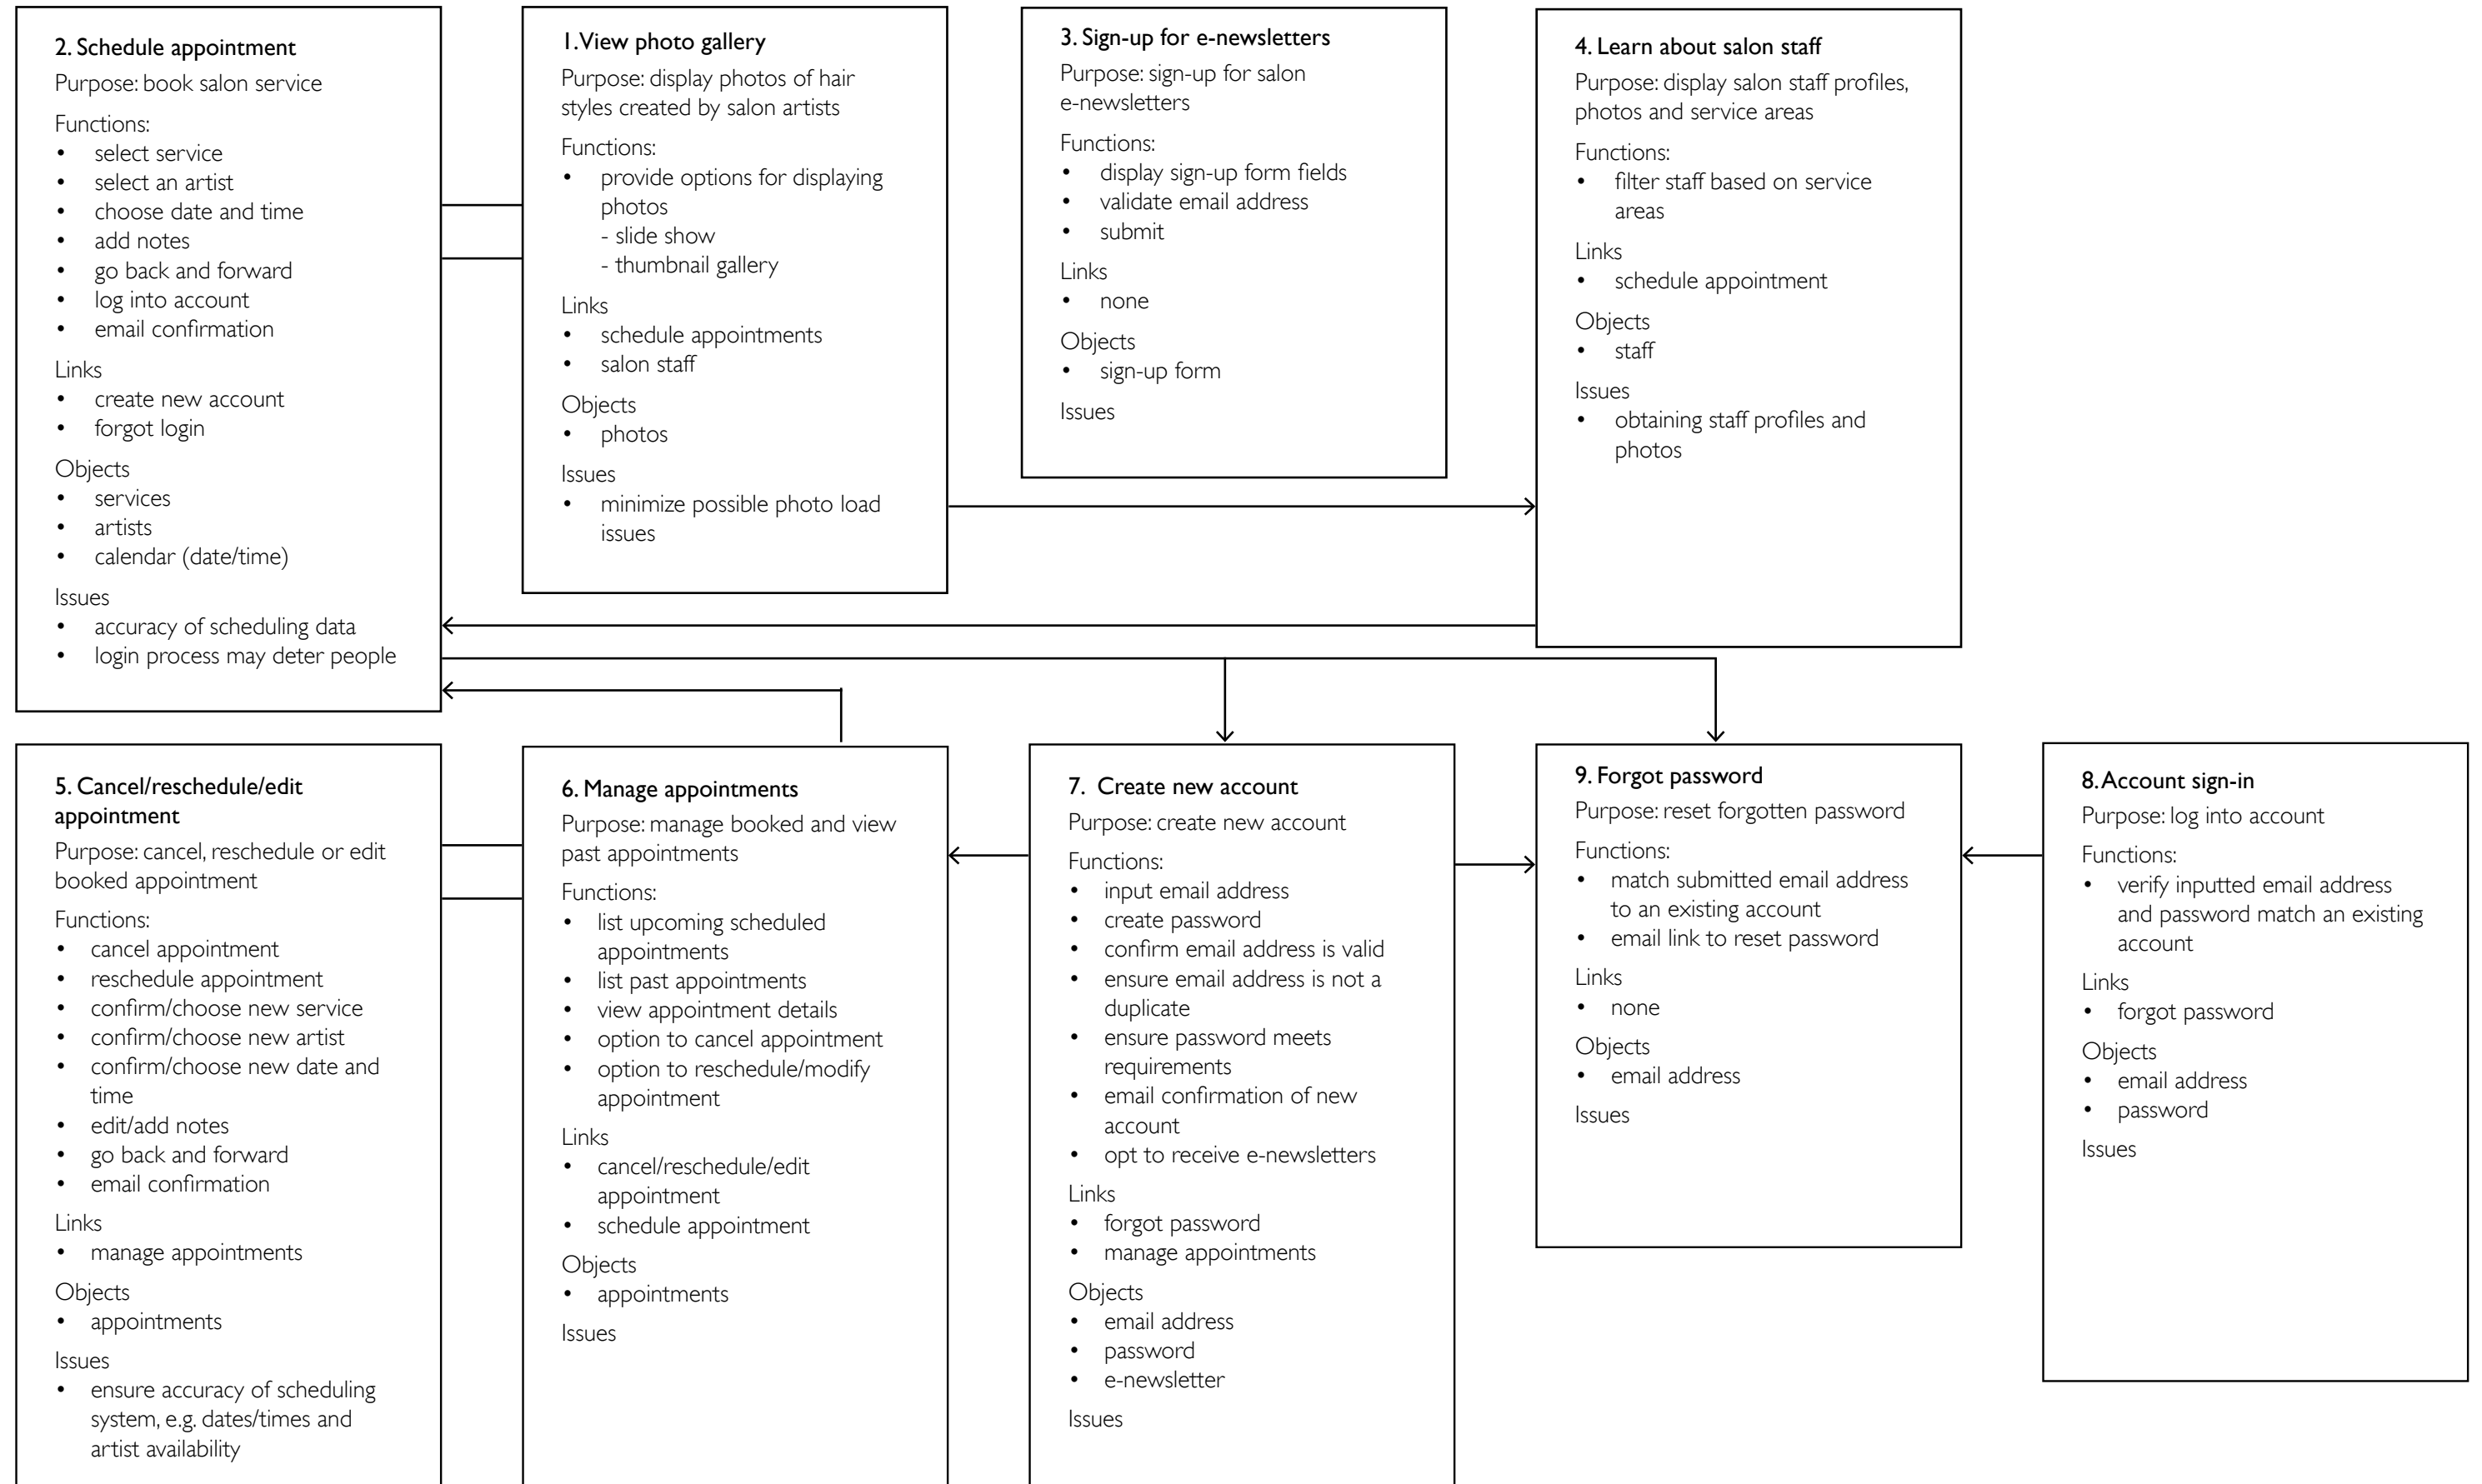 2. Schedule appointment
Purpose: book salon service
Functions:
• select service
• select an artist
• choose date and time
• add notes
• go back and forward
• log into account
• email confirmation
Links
• create new account
• forgot login
Objects
• services
• artists
• calendar (date/time)
Issues
• accuracy of scheduling data
• login process may deter people
1. View photo gallery
Purpose: display photos of hair
styles created by salon artists
Functions:
• provide options for displaying
photos
- slide show
- thumbnail gallery
Links
• schedule appointments
• salon staff
Objects
• photos
Issues
• minimize possible photo load
issues
3. Sign-up for e-newsletters
Purpose: sign-up for salon
e-newsletters
Functions:
• display sign-up form fields
• validate email address
• submit
Links
• none
Objects
• sign-up form
Issues
4. Learn about salon staff
Purpose: display salon staff profiles,
photos and service areas
Functions:
• filter staff based on service
areas
Links
• schedule appointment
Objects
• staff
Issues
• obtaining staff profiles and
photos
5. Cancel/reschedule/edit
appointment
Purpose: cancel, reschedule or edit
booked appointment
Functions:
• cancel appointment
• reschedule appointment
• confirm/choose new service
• confirm/choose new artist
• confirm/choose new date and
time
• edit/add notes
• go back and forward
• email confirmation
Links
• manage appointments
Objects
• appointments
Issues
• ensure accuracy of scheduling
system, e.g. dates/times and
artist availability
6. Manage appointments
Purpose: manage booked and view
past appointments
Functions:
• list upcoming scheduled
appointments
• list past appointments
• view appointment details
• option to cancel appointment
• option to reschedule/modify
appointment
Links
• cancel/reschedule/edit
appointment
• schedule appointment
Objects
• appointments
Issues
7. Create new account
Purpose: create new account
Functions:
• input email address
• create password
• confirm email address is valid
• ensure email address is not a
duplicate
• ensure password meets
requirements
• email confirmation of new
account
• opt to receive e-newsletters
Links
• forgot password
• manage appointments
Objects
• email address
• password
• e-newsletter
Issues
9. Forgot password
Purpose: reset forgotten password
Functions:
• match submitted email address
to an existing account
• email link to reset password
Links
• none
Objects
• email address
Issues
8. Account sign-in
Purpose: log into account
Functions:
• verify inputted email address
and password match an existing
account
Links
• forgot password
Objects
• email address
• password
Issues